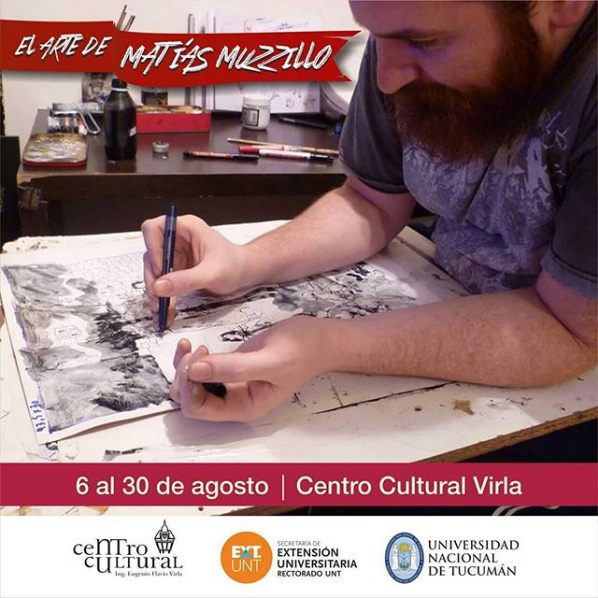 EL ARTE DE MATÍAS MUZZILLO
6 al 30 de agosto | Centro Cultural Virla
centro
cultural
Ing. Eugenio Flavio Virla
EXT.
UNT
SECRETARÍA DE
EXTENSIÓN
UNIVERSITARIA
RECTORADO UNT
UNIVERSIDAD
NACIONAL
DE TUCUMÁN